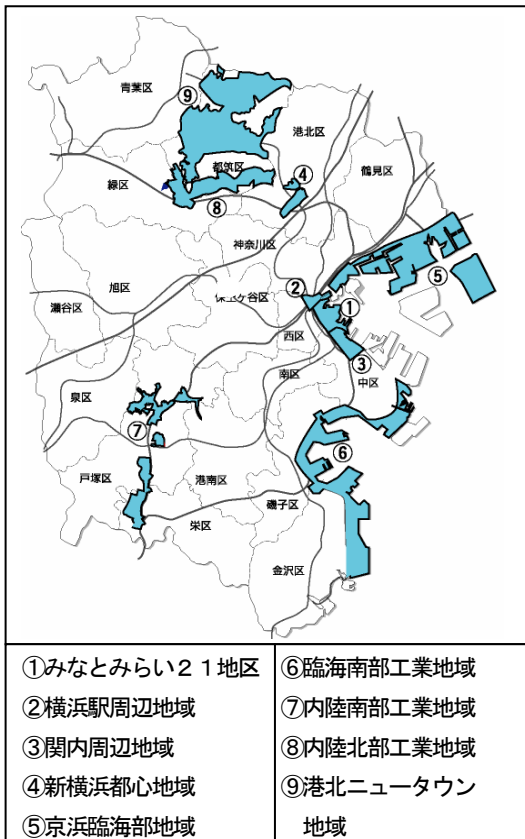 青葉区
⑨
港北区
都筑区
④
鶴見区
緑区
⑧
神奈川区
⑤
旭区
②
保土ケ谷区
①
瀬谷区
西区
③
南区
中区
泉区
⑦
⑥
戸塚区
港南区
磯子区
栄区
金沢区
①みなとみらい21地区
②横浜駅周辺地域
③関内周辺地域
④新横浜都心地域
⑤京浜臨海部地域
⑥臨海南部工業地域
⑦内陸南部工業地域
⑧内陸北部工業地域
⑨港北ニュータウン
地域